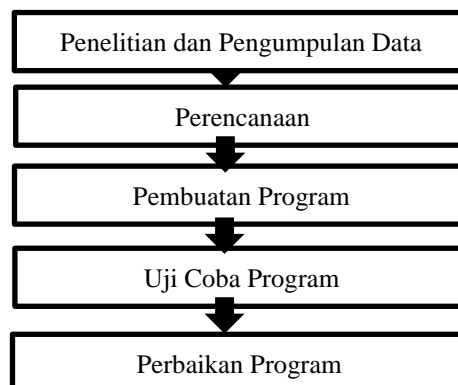 Penelitian dan Pengumpulan Data
Perencanaan
Pembuatan Program
Uji Coba Program
Perbaikan Program